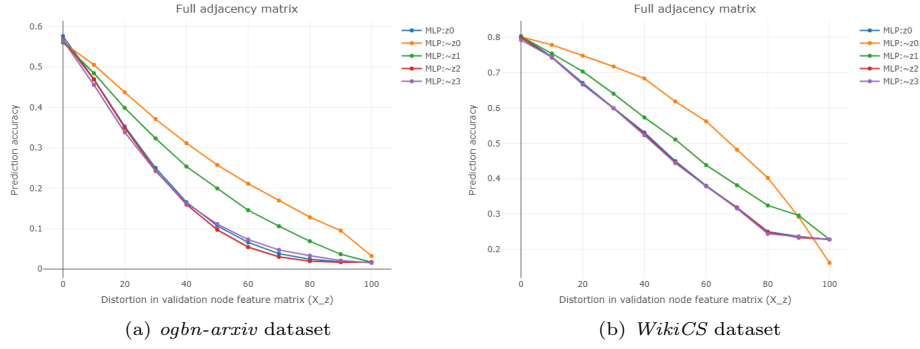 Full adjacency matrix
0.6
0.5
0.4
0.3
0.2
0.1
0
Prediction accuracy
0
20
40
60
80
100
Distortion in validation node feature matrix (X_z)
MLP:z0
MLP:~z0
MLP:~z1
MLP:~z2
MLP:~z3
(a) ogbn-arxiv dataset
Full adjacency matrix
0.8
0.7
0.6
0.5
0.4
0.3
0.2
Prediction accuracy
0
20
40
60
80
100
Distortion in validation node feature matrix (X_z)
MLP:z0
MLP:~z0
MLP:~z1
MLP:~z2
MLP:~z3
(b) WikiCS dataset